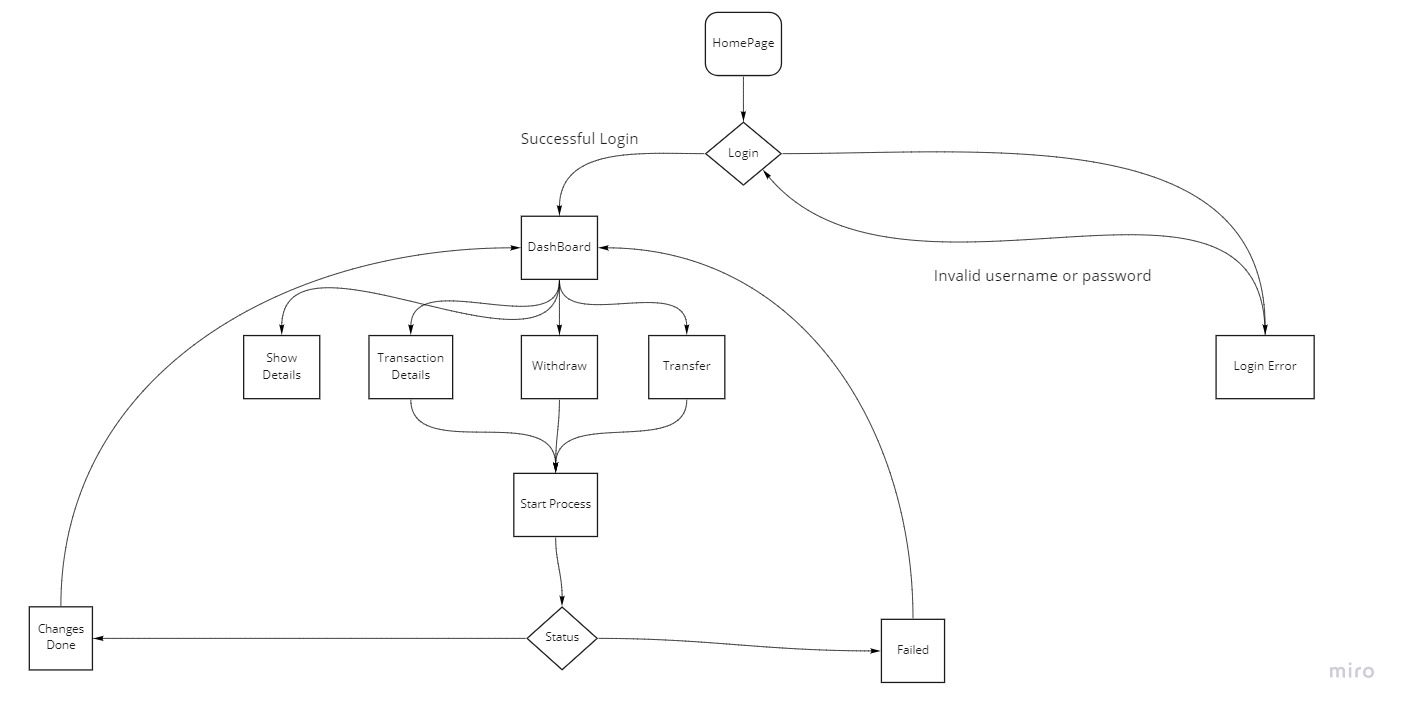 HomePage
Successful Login
Login
DashBoard
Invalid username or password
Show
Details
Transaction
Details
Withdraw
Transfer
Login Error
Start Process
Changes
Done
Status
Failed
miro